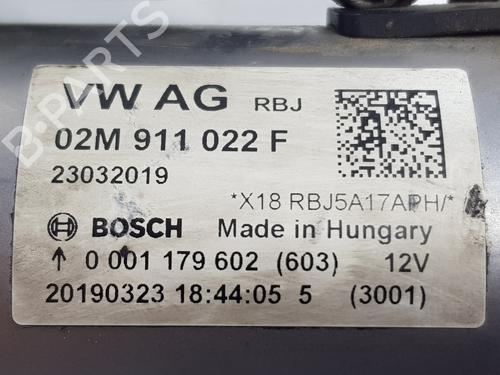 VW AG RBJ
02M 911 022 F
23032019
*X18 RBJ5A17APH/*
BOSCH Made in Hungary
↑ 0 001 179 602 (603) 12V
20190323 18:44:05 5 (3001)
B-PARTS